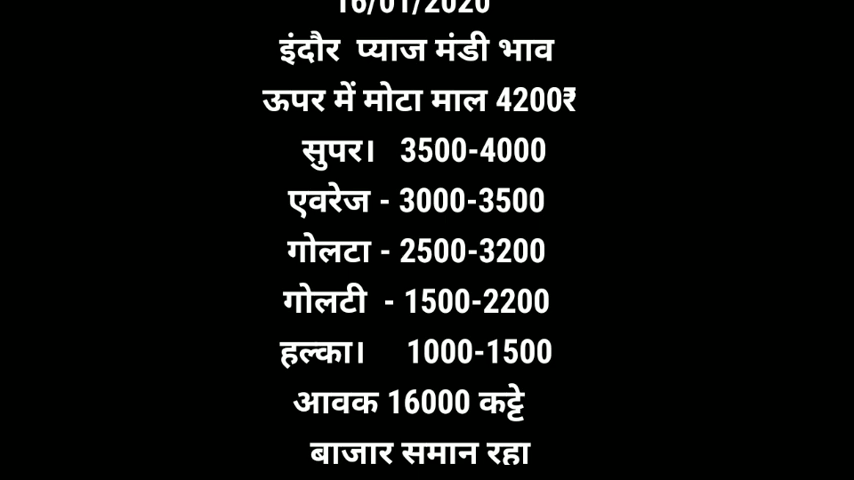 16/01/2020
इंदौर प्याज मंडी भाव
ऊपर में मोटा माल 4200₹
सुपर। 3500-4000
एवरेज - 3000-3500
गोलटा - 2500-3200
गोलटी - 1500-2200
हल्का। 1000-1500
आवक 16000 कट्टे
बाजार समान रहा